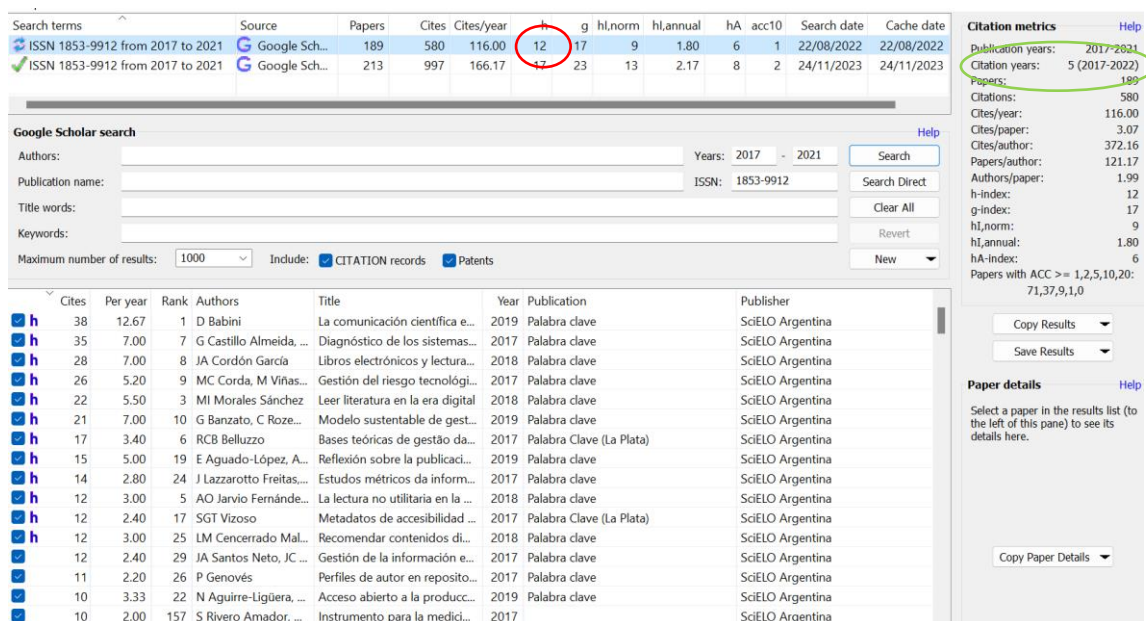 Search terms Source Papers Cites Cites/year h g hI,norm hI,annual hA acc10 Search date Cache date
ISSN 1853-9912 from 2017 to 2021 G Google Sch... 189 580 116.00 12 17 9 1.80 6 1 22/08/2022 22/08/2022
ISSN 1853-9912 from 2017 to 2021 G Google Sch... 213 997 166.17 17 23 13 2.17 8 2 24/11/2023 24/11/2023
Google Scholar search Help
Authors: Years: 2017 - 2021 Search
Publication name: ISSN: 1853-9912 Search Direct
Title words: Clear All
Keywords: Revert
Maximum number of results: 1000 Include: CITATION records Patents New
Cites Per year Rank Authors Title Year Publication Publisher
h 38 12.67 1 D Babini La comunicación científica e... 2019 Palabra clave SciELO Argentina
h 35 7.00 7 G Castillo Almeida, ... Diagnóstico de los sistemas... 2017 Palabra clave SciELO Argentina
h 28 7.00 8 JA Cordón García Libros electrónicos y lectura... 2018 Palabra clave SciELO Argentina
h 26 5.20 9 MC Corda, M Viñas... Gestión del riesgo tecnológi... 2017 Palabra clave SciELO Argentina
h 22 5.50 3 MI Morales Sánchez Leer literatura en la era digital 2018 Palabra clave SciELO Argentina
h 21 7.00 10 G Banzato, C Roze... Modelo sustentable de gest... 2019 Palabra clave SciELO Argentina
h 17 3.40 6 RCB Belluzzo Bases teóricas de gestão da... 2017 Palabra Clave (La Plata) SciELO Argentina
h 15 5.00 19 E Aguado-López, A... Reflexión sobre la publicaci... 2019 Palabra clave SciELO Argentina
h 14 2.80 24 J Lazzarotto Freitas,... Estudos métricos da inform... 2017 Palabra clave SciELO Argentina
h 12 3.00 5 AO Jarvio Fernánde... La lectura no utilitaria en la ... 2018 Palabra clave SciELO Argentina
h 12 2.40 17 SGT Vizoso Metadatos de accesibilidad ... 2017 Palabra Clave (La Plata) SciELO Argentina
h 12 3.00 25 LM Cencerrado Mal... Recomendar contenidos di... 2018 Palabra clave SciELO Argentina
12 2.40 29 JA Santos Neto, JC ... Gestión de la información e... 2017 Palabra clave SciELO Argentina
11 2.20 26 P Genovés Perfiles de autor en reposito... 2017 Palabra clave SciELO Argentina
10 3.33 22 N Aguirre-Ligüera, ... Acceso abierto a la producc... 2019 Palabra clave SciELO Argentina
10 2.00 157 S Rivero Amador, ... Instrumento para la medici... 2017 SciELO Argentina
Citation metrics Help
Publication years: 2017-2021
Citation years: 5 (2017-2022)
Papers: 189
Citations: 580
Cites/year: 116.00
Cites/paper: 3.07
Cites/author: 372.16
Papers/author: 121.17
Authors/paper: 1.99
h-index: 12
g-index: 17
hI,norm: 9
hI,annual: 1.80
hA-index: 6
Papers with ACC >= 1,2,5,10,20:
71,37,9,1,0
Copy Results
Save Results
Paper details Help
Select a paper in the results list (to
the left of this pane) to see its
details here.
Copy Paper Details